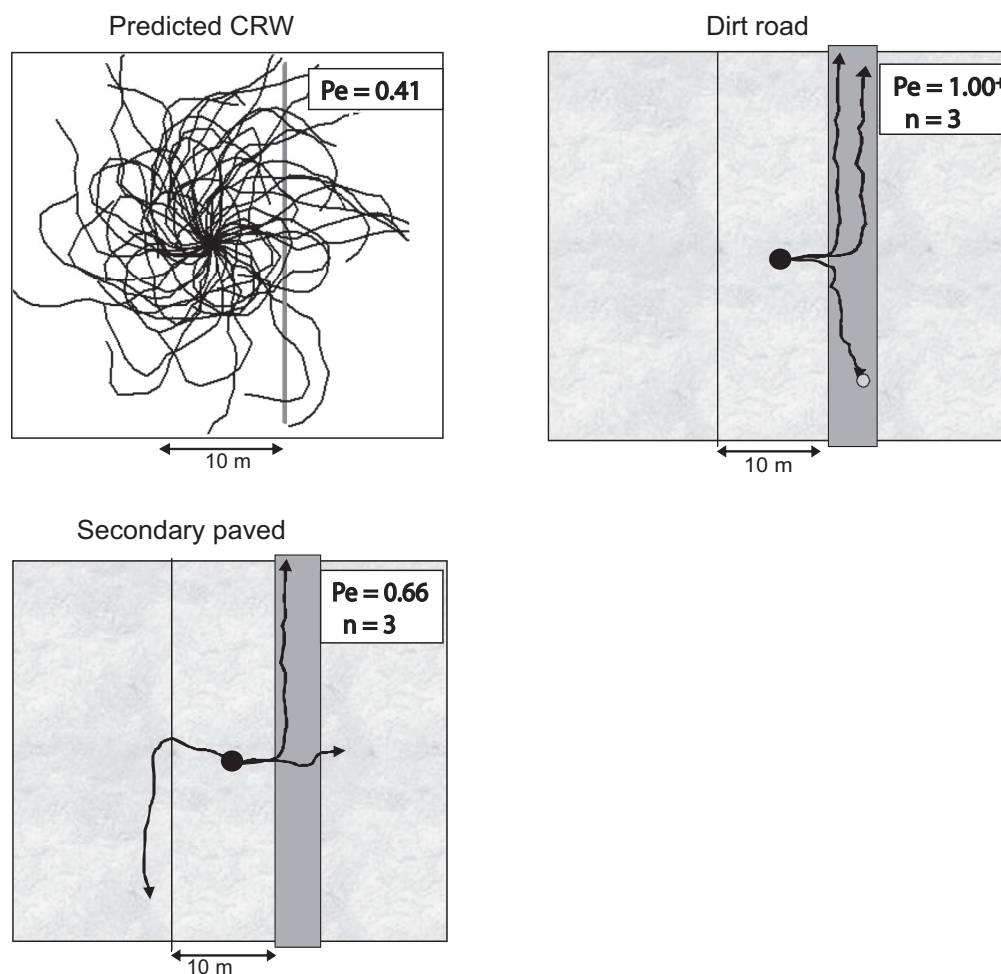 Predicted CRW
Pe = 0.41
10 m
Dirt road
Pe = 1.00+
n = 3
10 m
Secondary paved
Pe = 0.66
n = 3
10 m